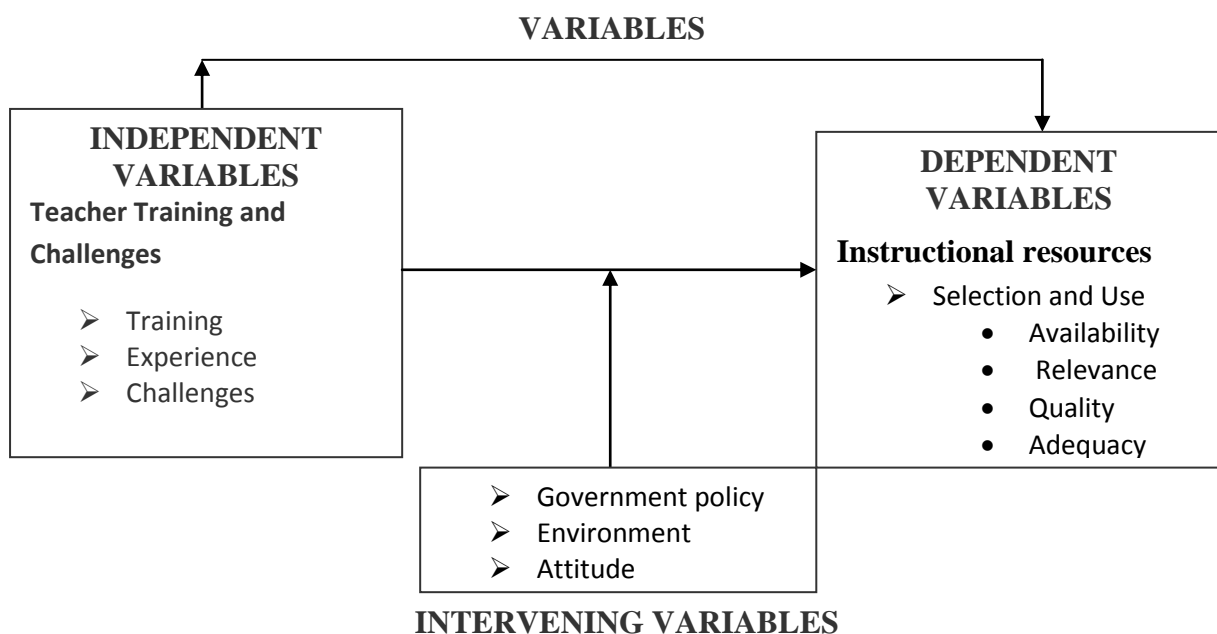 VARIABLES
INDEPENDENT
VARIABLES
Teacher Training and
Challenges
➢ Training
➢ Experience
➢ Challenges
DEPENDENT
VARIABLES
Instructional resources
➢ Selection and Use
• Availability
• Relevance
• Quality
• Adequacy
➢ Government policy
➢ Environment
➢ Attitude
INTERVENING VARIABLES